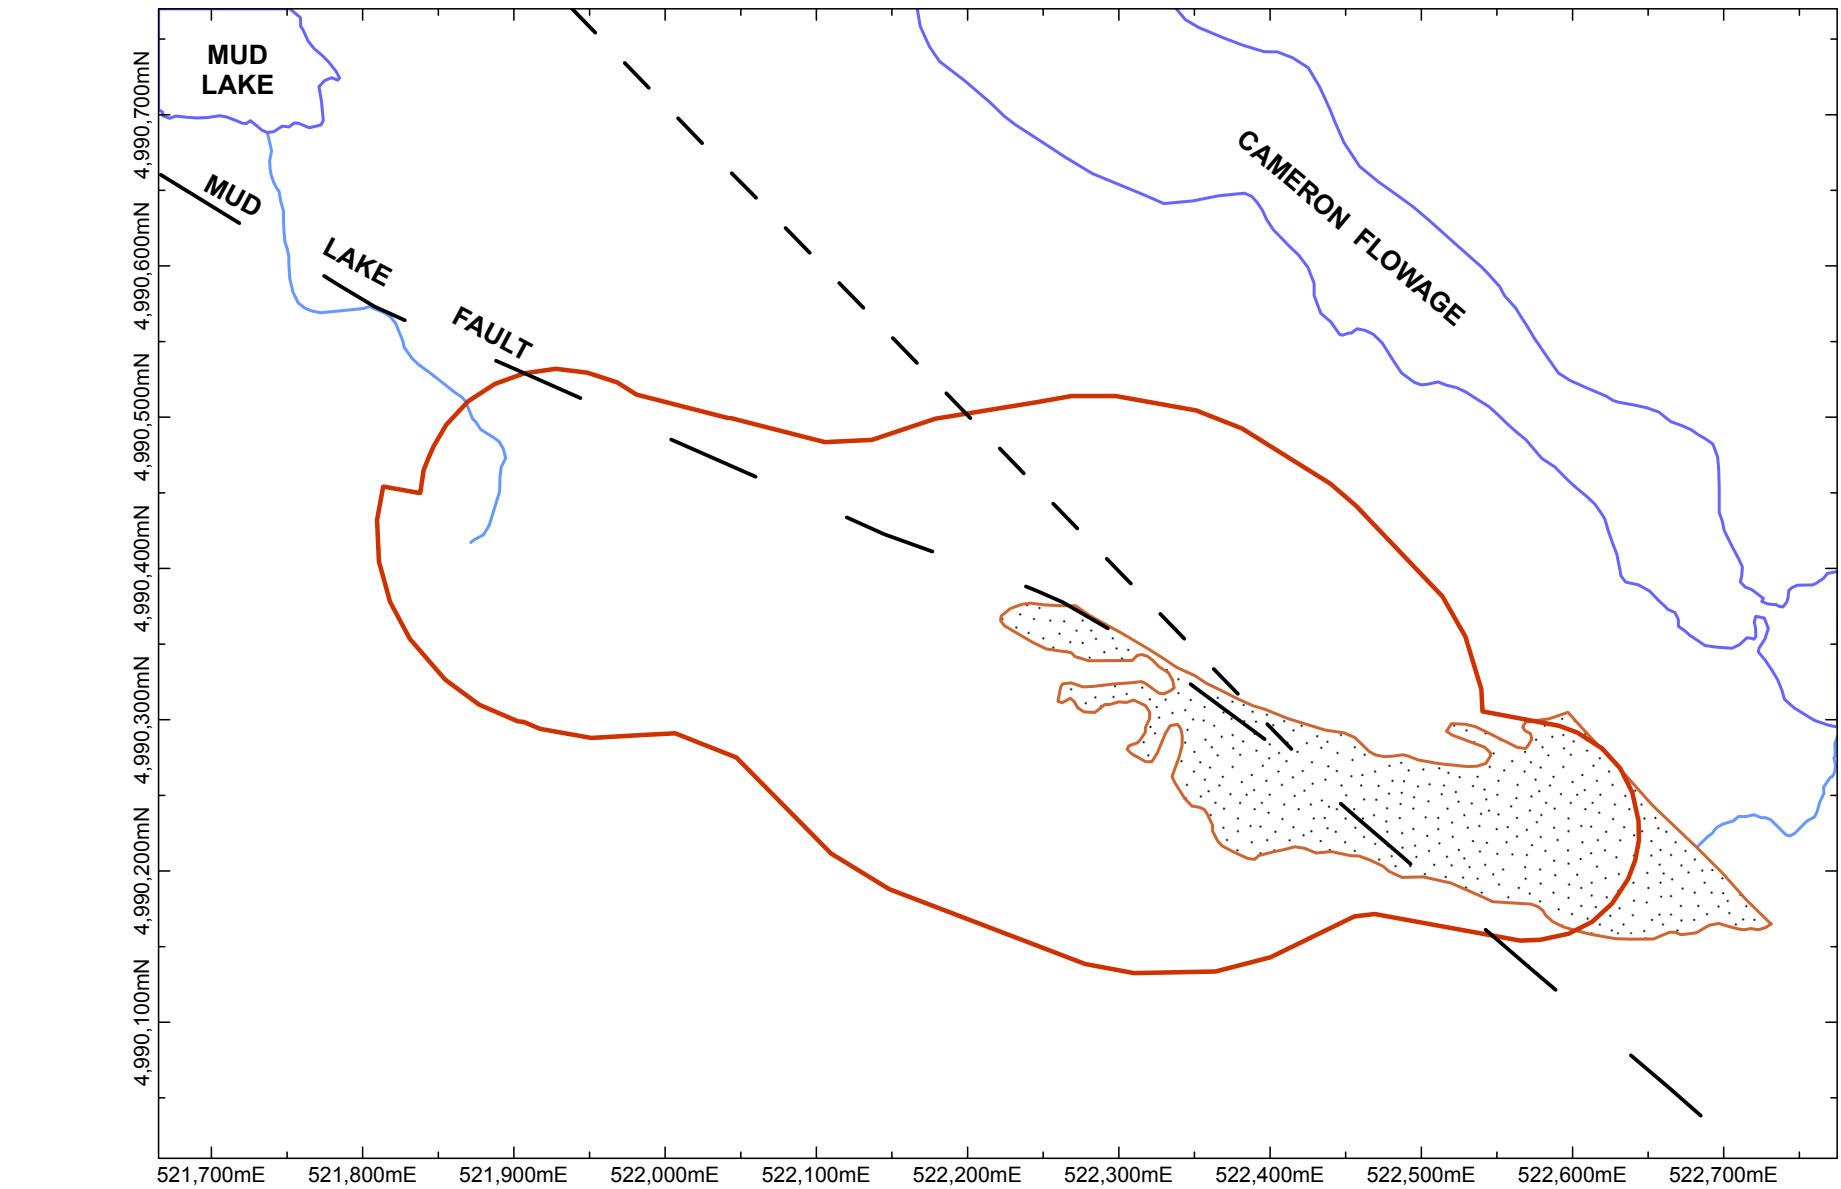 MUD
LAKE
MUD
LAKE
FAULT
CAMERON FLOWAGE
4,990,700mN
4,990,600mN
4,990,500mN
4,990,400mN
4,990,300mN
4,990,200mN
4,990,100mN
521,700mE
521,800mE
521,900mE
522,000mE
522,100mE
522,200mE
522,300mE
522,400mE
522,500mE
522,600mE
522,700mE